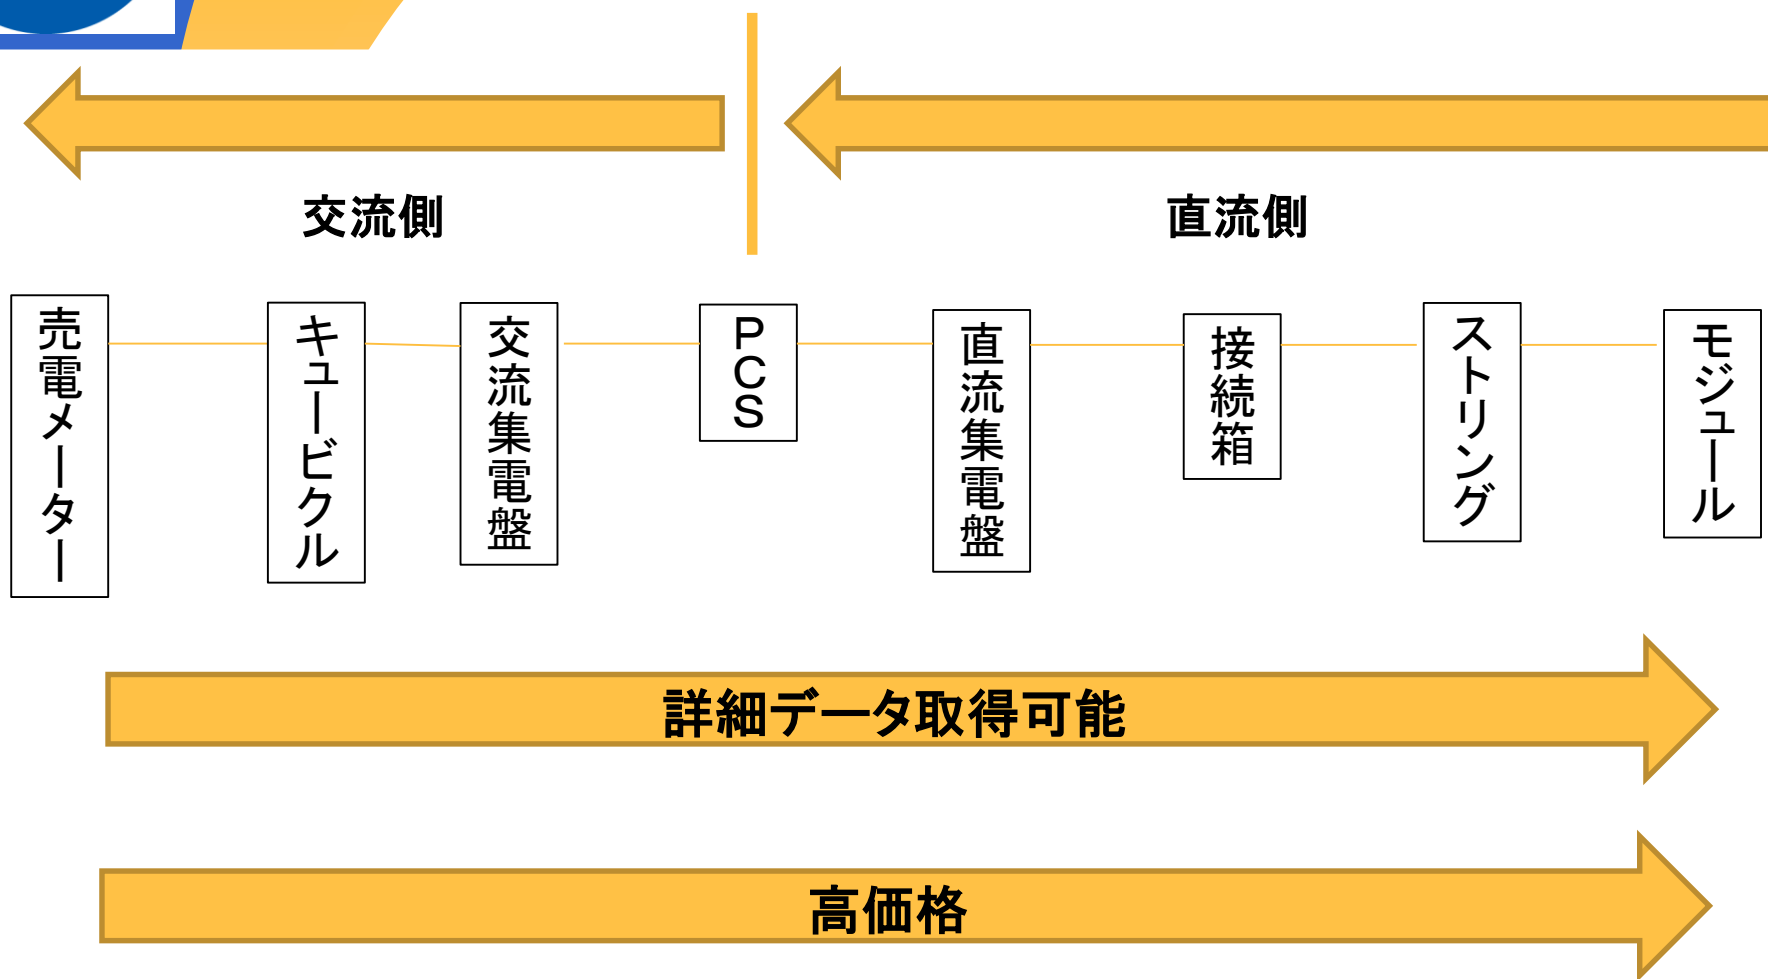 交流側
直流側
売電メーター
キュービクル
交流集電盤
PCS
直流集電盤
接続箱
ストリング
モジュール
詳細データ取得可能
高価格